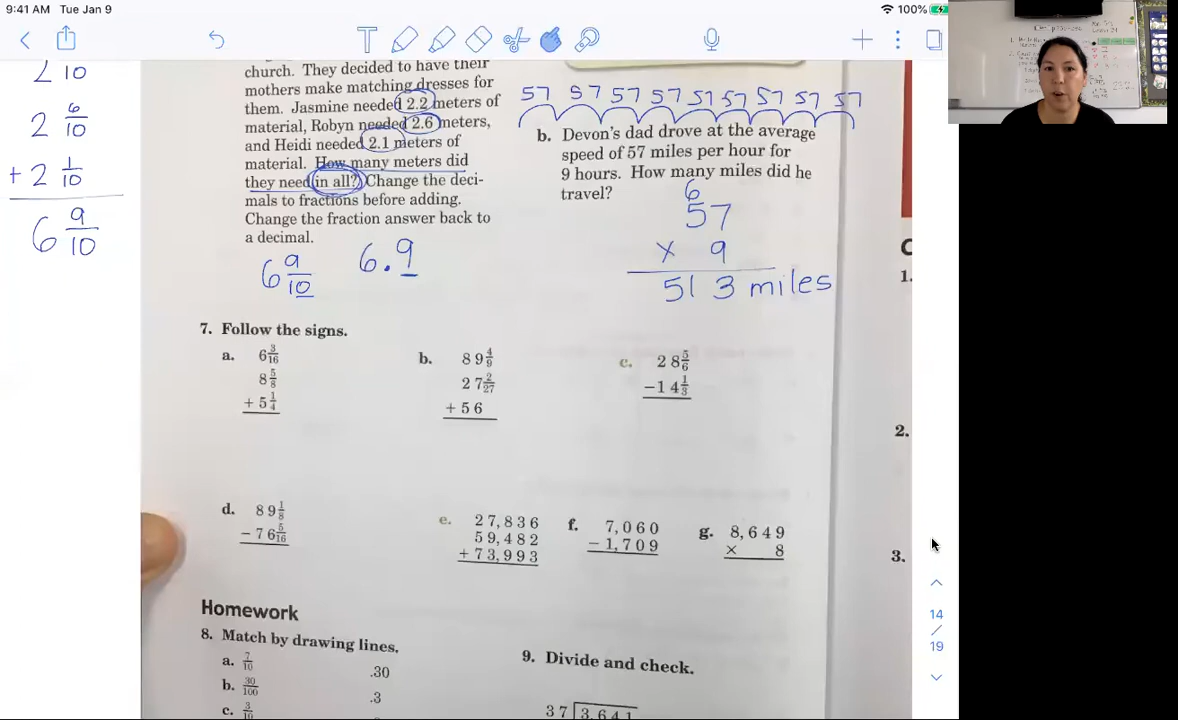 9:41 AM Tue Jan 9
100%
2 /10
2 6/10
+ 2 1/10
6 9/10
church. They decided to have their
mothers make matching dresses for
them. Jasmine needed 2.2 meters of
material, Robyn needed 2.6 meters,
and Heidi needed 2.1 meters of
material. How many meters did
they need in all? Change the deci-
mals to fractions before adding.
Change the fraction answer back to
a decimal.
6 9/10 6.9
57 57 57 57 57 57 57 57 57
b. Devon's dad drove at the average
speed of 57 miles per hour for
9 hours. How many miles did he
travel?
6
57
x 9
513 miles
7. Follow the signs.
a. 6 3/16
8 5/8
+ 5 1/4
b. 89 4/9
27 2/27
+ 56
c. 28 5/6
− 14 1/3
d. 89 1/8
− 76 5/16
e. 27,836
59,482
+ 73,993
f. 7,060
− 1,709
g. 8,649
× 8
Homework
8. Match by drawing lines.
a. 7/10
b. 30/100
c. 3/10
.30
.3
9. Divide and check.
37 3,641
C
1.
2.
3.
14
/
19